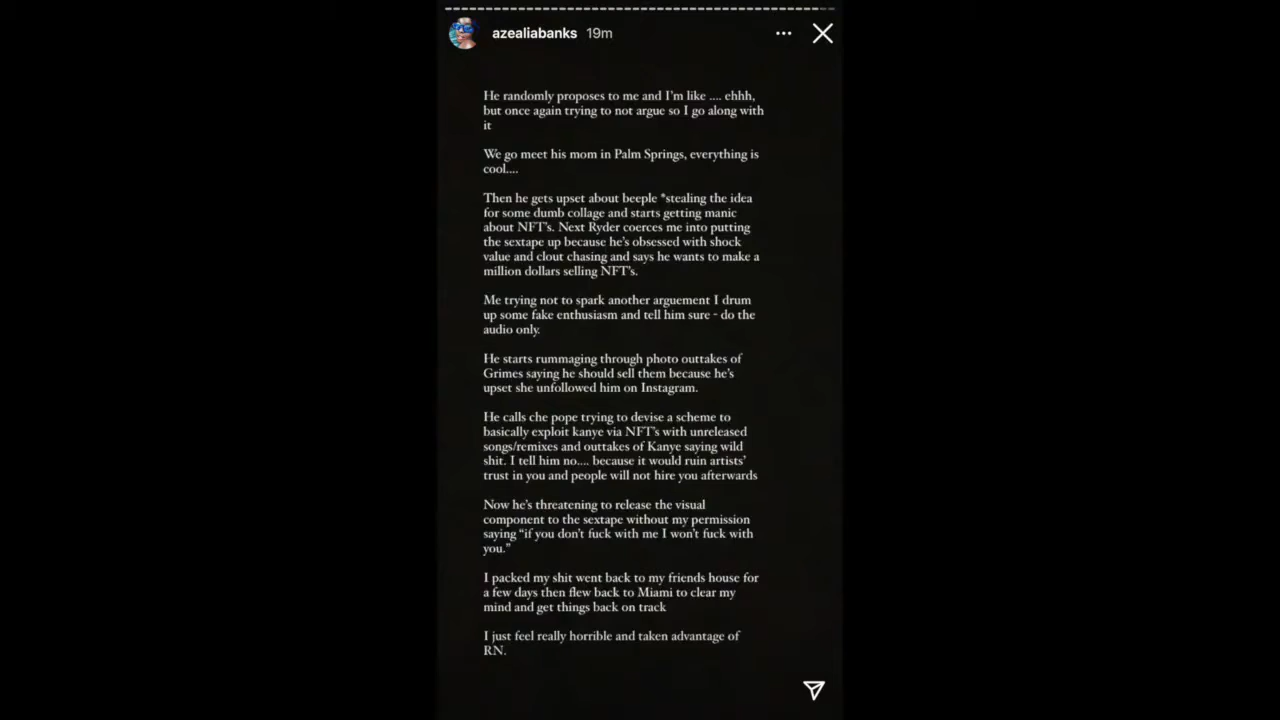 azealiabanks 19m
He randomly proposes to me and I'm like .... ehhh,
but once again trying to not argue so I go along with
it
We go meet his mom in Palm Springs, everything is
cool....
Then he gets upset about beeple *stealing the idea
for some dumb collage and starts getting manic
about NFT's. Next Ryder coerces me into putting
the sextape up because he's obsessed with shock
value and clout chasing and says he wants to make a
million dollars selling NFT's.
Me trying not to spark another arguement I drum
up some fake enthusiasm and tell him sure - do the
audio only.
He starts rummaging through photo outtakes of
Grimes saying he should sell them because he's
upset she unfollowed him on Instagram.
He calls che pope trying to devise a scheme to
basically exploit kanye via NFT's with unreleased
songs/remixes and outtakes of Kanye saying wild
shit. I tell him no.... because it would ruin artists'
trust in you and people will not hire you afterwards
Now he's threatening to release the visual
component to the sextape without my permission
saying "if you don't fuck with me I won't fuck with
you."
I packed my shit went back to my friends house for
a few days then flew back to Miami to clear my
mind and get things back on track
I just feel really horrible and taken advantage of
RN.